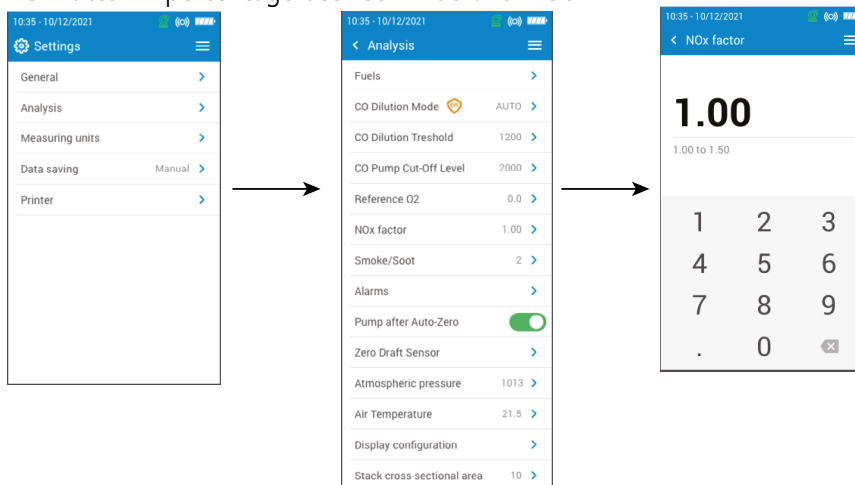 10:35 - 10/12/2021
Settings
General
Analysis
Measuring units
Data saving Manual
Printer
10:35 - 10/12/2021
Analysis
Fuels
CO Dilution Mode AUTO
CO Dilution Treshold 1200
CO Pump Cut-Off Level 2000
Reference O2 0.0
NOx factor 1.00
Smoke/Soot 2
Alarms
Pump after Auto-Zero
Zero Draft Sensor
Atmospheric pressure 1013
Air Temperature 21.5
Display configuration
Stack cross-sectional area 10
10:35 - 10/12/2021
NOx factor
1.00
1.00 to 1.50
1 2 3
4 5 6
7 8 9
. 0